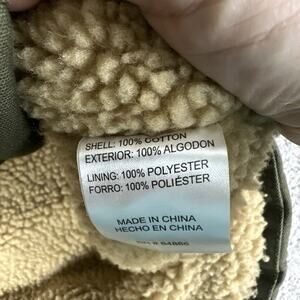 SHELL: 100% COTTON
EXTERIOR: 100% ALGODON
LINING: 100% POLYESTER
FORRO: 100% POLIÉSTER
MADE IN CHINA
HECHO EN CHINA